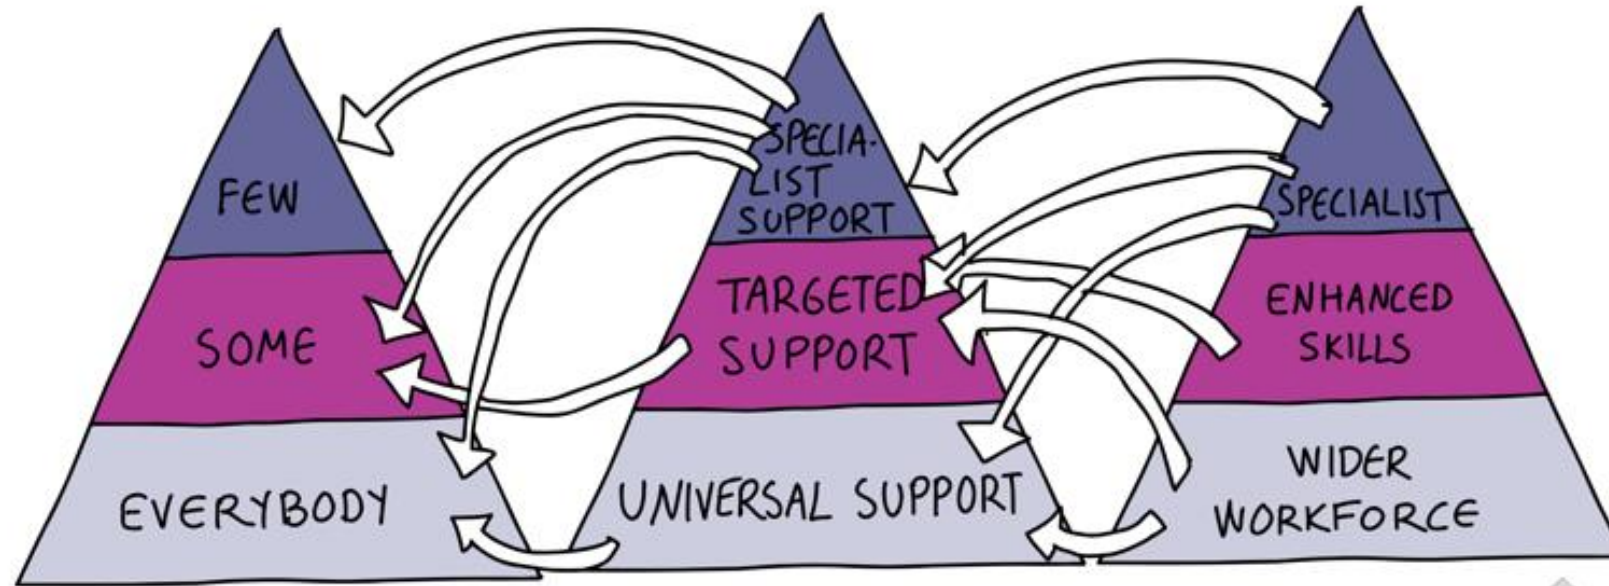 FEW
SOME
EVERYBODY
SPECIA-
LIST
SUPPORT
TARGETED
SUPPORT
UNIVERSAL SUPPORT
SPECIALIST
ENHANCED
SKILLS
WIDER
WORKFORCE